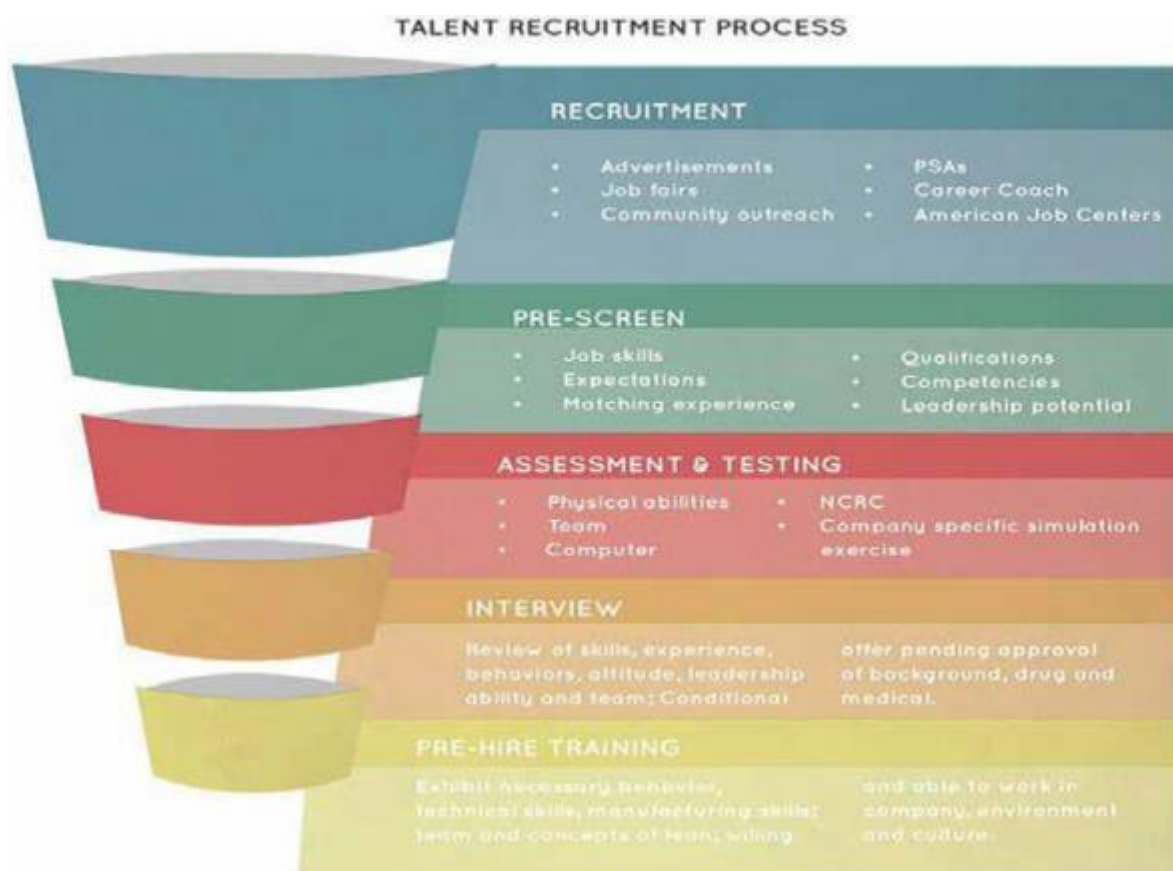 TALENT RECRUITMENT PROCESS
RECRUITMENT
• Advertisements
• Job fairs
• Community outreach
• PSAs
• Career Coach
• American Job Centers
PRE-SCREEN
• Job skills
• Expectations
• Matching experience
• Qualifications
• Competencies
• Leadership potential
ASSESSMENT & TESTING
• Physical abilities
• Team
• Computer
• NCRC
• Company specific simulation
exercise
INTERVIEW
Review of skills, experience,
behaviors, attitude, leadership
ability and team; Conditional
offer pending approval
of background, drug and
medical.
PRE-HIRE TRAINING
Exhibit necessary behavior,
technical skills, manufacturing skills;
team and concepts of lean; willing
and able to work in
company, environment
and culture.